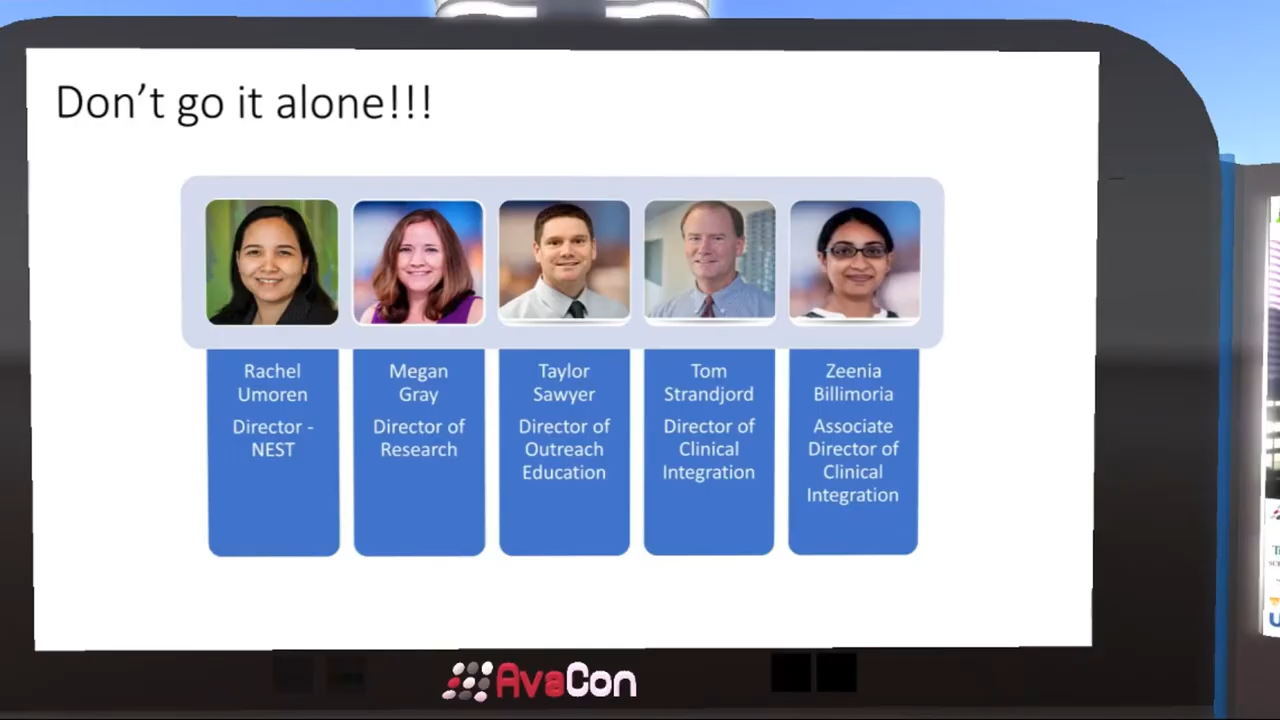 Don't go it alone!!!
Rachel
Umoren
Director -
NEST
Megan
Gray
Director of
Research
Taylor
Sawyer
Director of
Outreach
Education
Tom
Strandjord
Director of
Clinical
Integration
Zeenia
Billimoria
Associate
Director of
Clinical
Integration
AvaCon